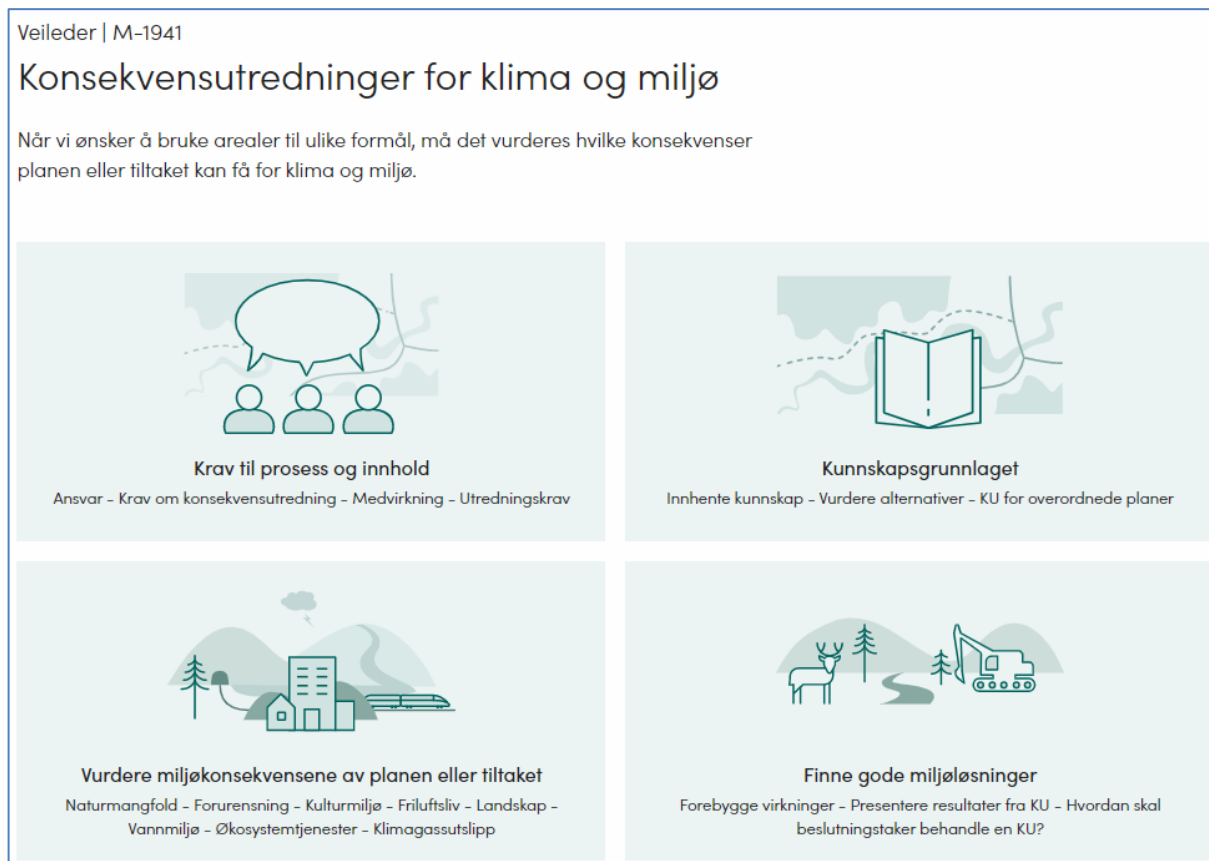 Veileder | M-1941
Konsekvensutredninger for klima og miljø
Når vi ønsker å bruke arealer til ulike formål, må det vurderes hvilke konsekvenser
planen eller tiltaket kan få for klima og miljø.
Krav til prosess og innhold
Ansvar - Krav om konsekvensutredning - Medvirkning - Utredningskrav
Kunnskapsgrunnlaget
Innhente kunnskap - Vurdere alternativer - KU for overordnede planer
Vurdere miljøkonsekvensene av planen eller tiltaket
Naturmangfold - Forurensning - Kulturmiljø - Friluftsliv - Landskap -
Vannmiljø - Økosystemtjenester - Klimagassutslipp
Finne gode miljøløsninger
Forebygge virkninger - Presentere resultater fra KU - Hvordan skal
beslutningstaker behandle en KU?